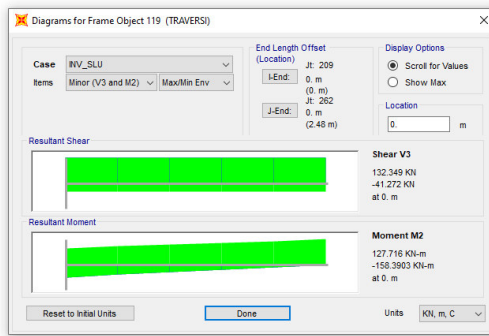 Diagrams for Frame Object 119 (TRAVERSI)
Case INV_SLU
Items Minor (V3 and M2) Max/Min Env
End Length Offset
(Location)
I-End: Jt: 209
0. m
(0. m)
J-End: Jt: 262
0. m
(2.48 m)
Display Options
Scroll for Values
Show Max
Location
0. m
Resultant Shear
Shear V3
132.349 KN
-41.272 KN
at 0. m
Resultant Moment
Moment M2
127.716 KN-m
-158.3903 KN-m
at 0. m
Reset to Initial Units
Done
Units KN, m, C